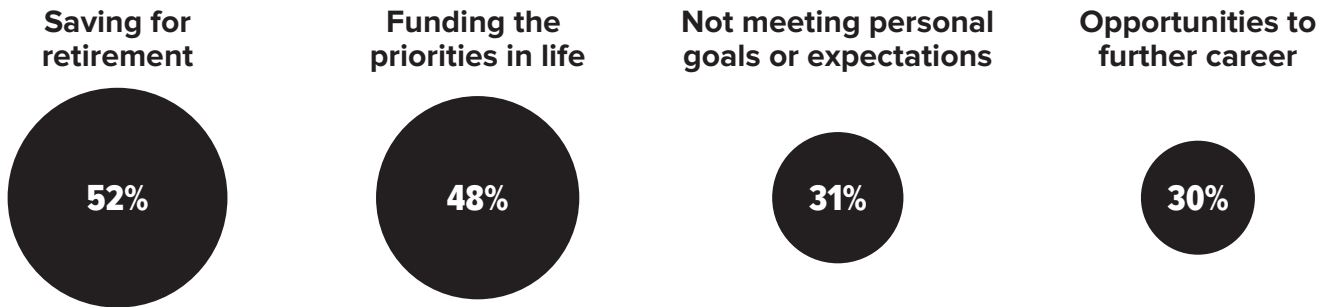 Saving for
retirement
Funding the
priorities in life
Not meeting personal
goals or expectations
Opportunities to
further career
52%
48%
31%
30%